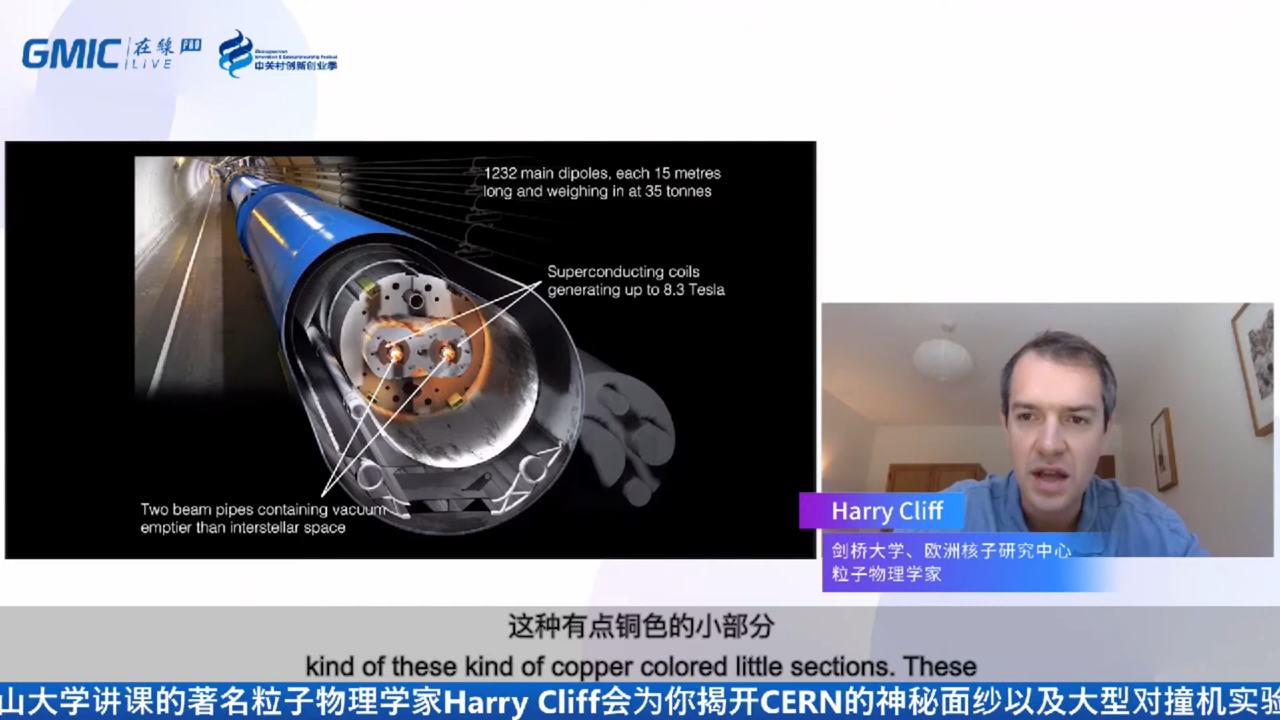 GMIC 在線 PRO
LIVE
Zhongguancun
Innovation & Entrepreneurship Festival
中关村创新创业季
1232 main dipoles, each 15 metres
long and weighing in at 35 tonnes
Superconducting coils
generating up to 8.3 Tesla
Two beam pipes containing vacuum
emptier than interstellar space
Harry Cliff
剑桥大学、欧洲核子研究中心
粒子物理学家
这种有点铜色的小部分
kind of these kind of copper colored little sections. These
山大学讲课的著名粒子物理学家Harry Cliff会为你揭开CERN的神秘面纱以及大型对撞机实验